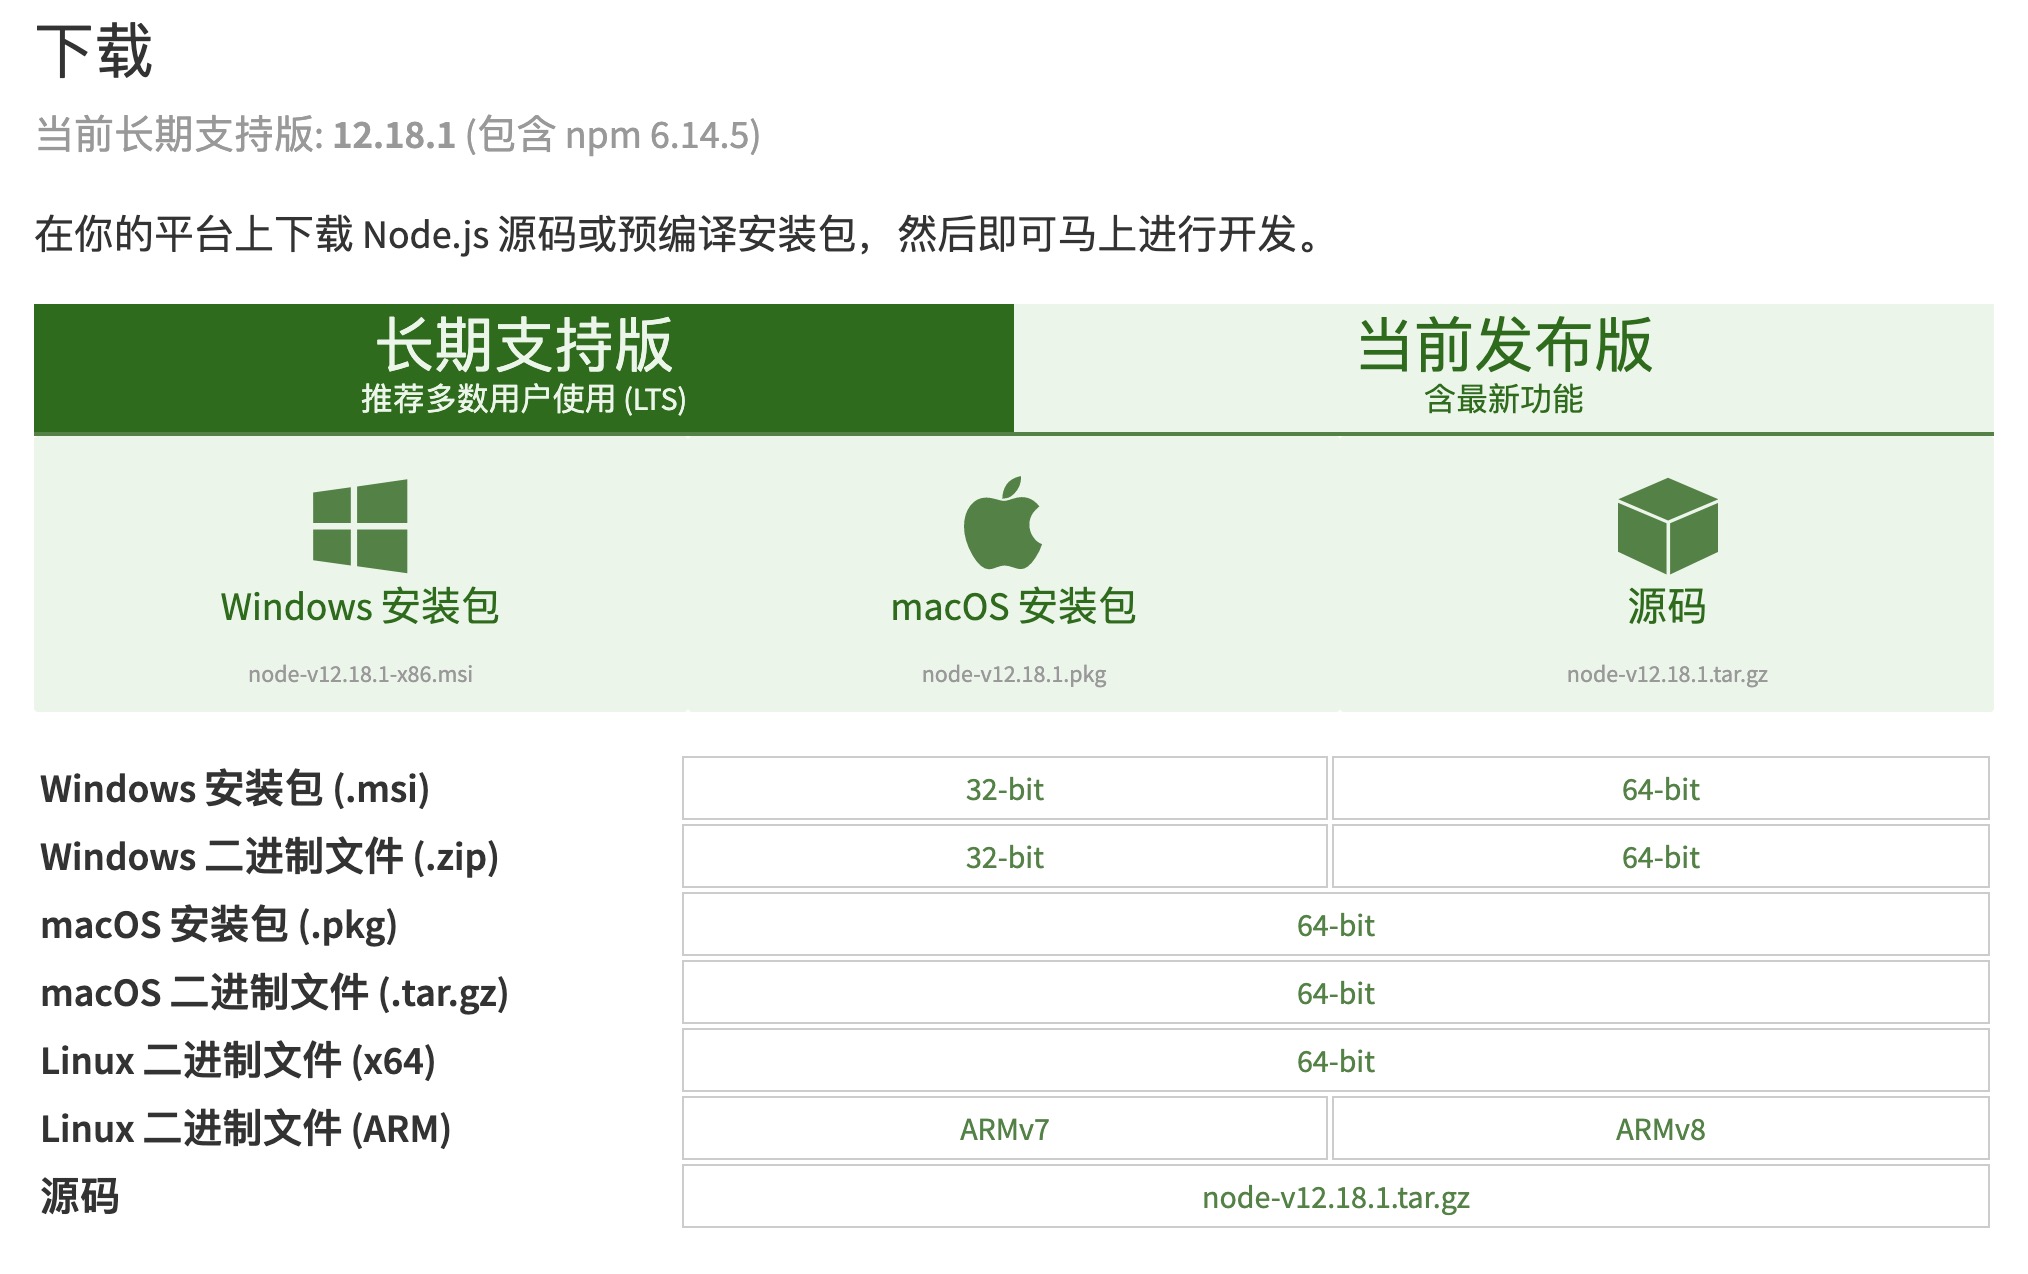 下载
当前长期支持版: 12.18.1 (包含 npm 6.14.5)
在你的平台上下载 Node.js 源码或预编译安装包，然后即可马上进行开发。
长期支持版
推荐多数用户使用 (LTS)
当前发布版
含最新功能
Windows 安装包
node-v12.18.1-x86.msi
macOS 安装包
node-v12.18.1.pkg
源码
node-v12.18.1.tar.gz
Windows 安装包 (.msi) 32-bit 64-bit
Windows 二进制文件 (.zip) 32-bit 64-bit
macOS 安装包 (.pkg) 64-bit
macOS 二进制文件 (.tar.gz) 64-bit
Linux 二进制文件 (x64) 64-bit
Linux 二进制文件 (ARM) ARMv7 ARMv8
源码 node-v12.18.1.tar.gz